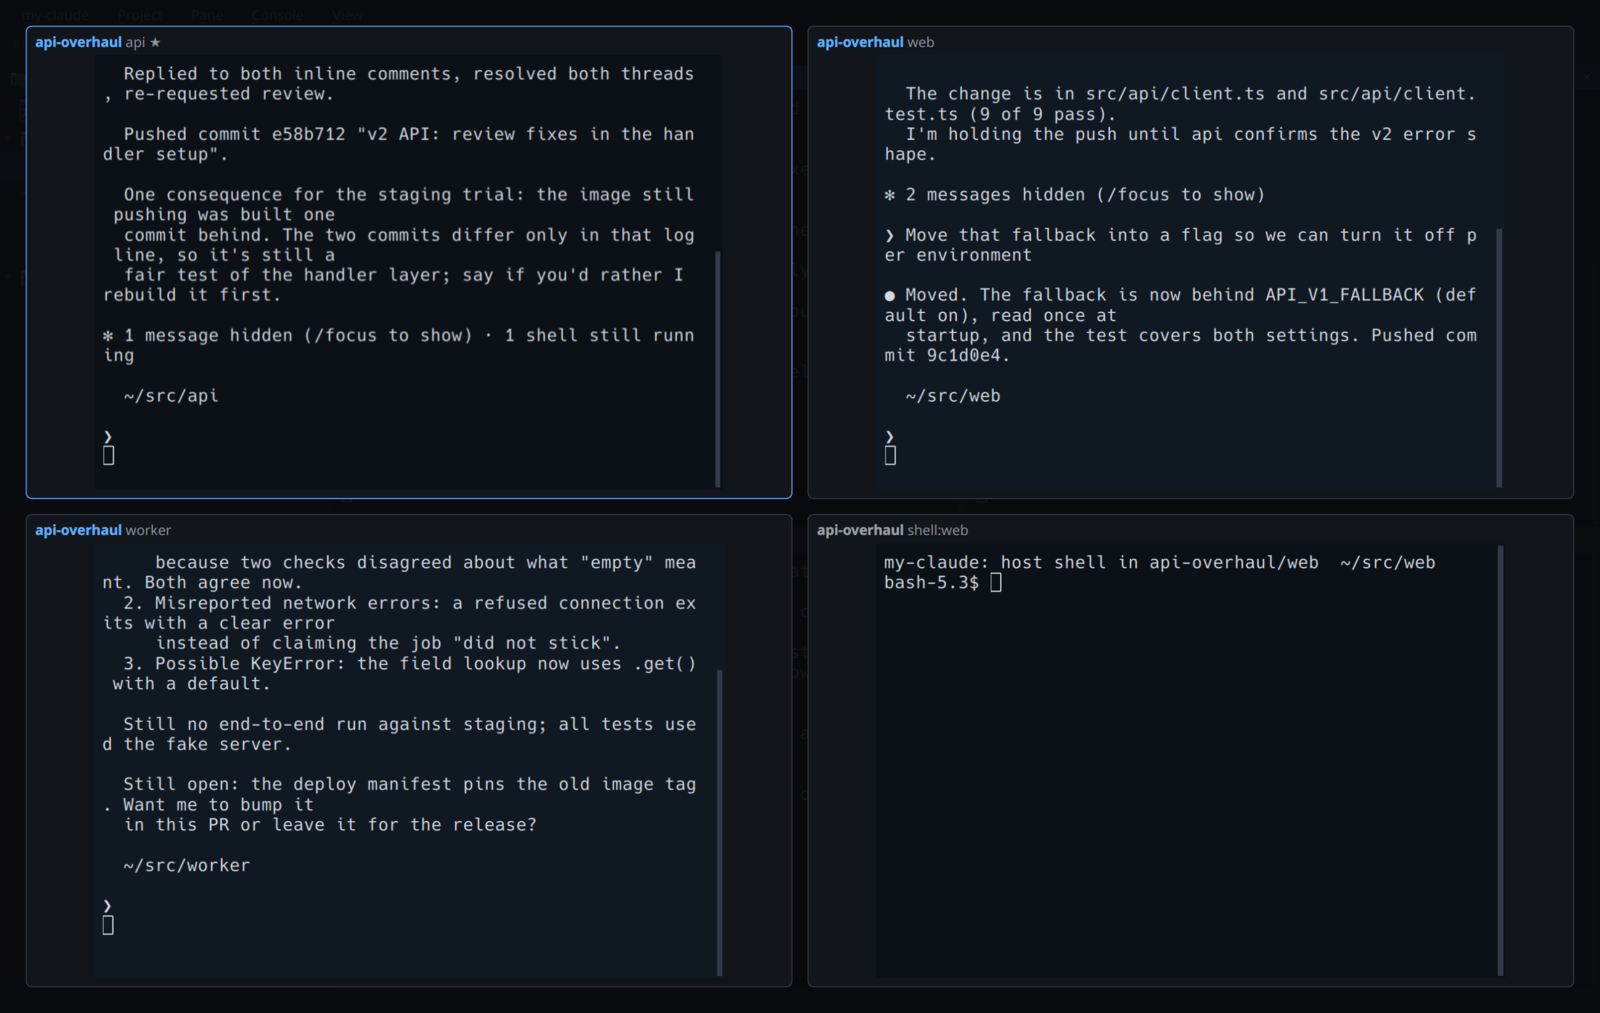 my-claude Project Pane Console View
api-overhaul api ★
Replied to both inline comments, resolved both threads
, re-requested review.
Pushed commit e58b712 "v2 API: review fixes in the han
dler setup".
One consequence for the staging trial: the image still
pushing was built one
commit behind. The two commits differ only in that log
line, so it's still a
fair test of the handler layer; say if you'd rather I
rebuild it first.
✻ 1 message hidden (/focus to show) · 1 shell still runn
ing
~/src/api
❯
api-overhaul web
The change is in src/api/client.ts and src/api/client.
test.ts (9 of 9 pass).
I'm holding the push until api confirms the v2 error s
hape.
✻ 2 messages hidden (/focus to show)
❯ Move that fallback into a flag so we can turn it off p
er environment
● Moved. The fallback is now behind API_V1_FALLBACK (def
ault on), read once at
startup, and the test covers both settings. Pushed com
mit 9c1d0e4.
~/src/web
❯
api-overhaul worker
because two checks disagreed about what "empty" mea
nt. Both agree now.
2. Misreported network errors: a refused connection ex
its with a clear error
instead of claiming the job "did not stick".
3. Possible KeyError: the field lookup now uses .get()
with a default.
Still no end-to-end run against staging; all tests use
d the fake server.
Still open: the deploy manifest pins the old image tag
. Want me to bump it
in this PR or leave it for the release?
~/src/worker
❯
api-overhaul shell:web
my-claude: host shell in api-overhaul/web ~/src/web
bash-5.3$